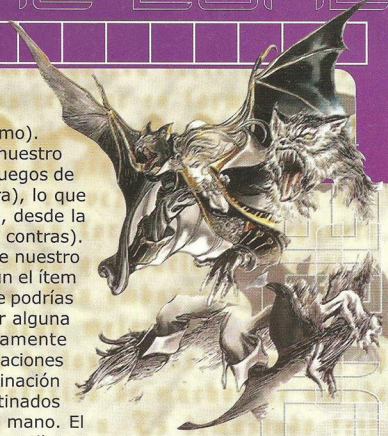 mo).
nuestro
uegos de
ra), lo que
, desde la
contras).
e nuestro
ún el ítem
e podrías
r alguna
amente
aciones
inación
tinados
mano. El